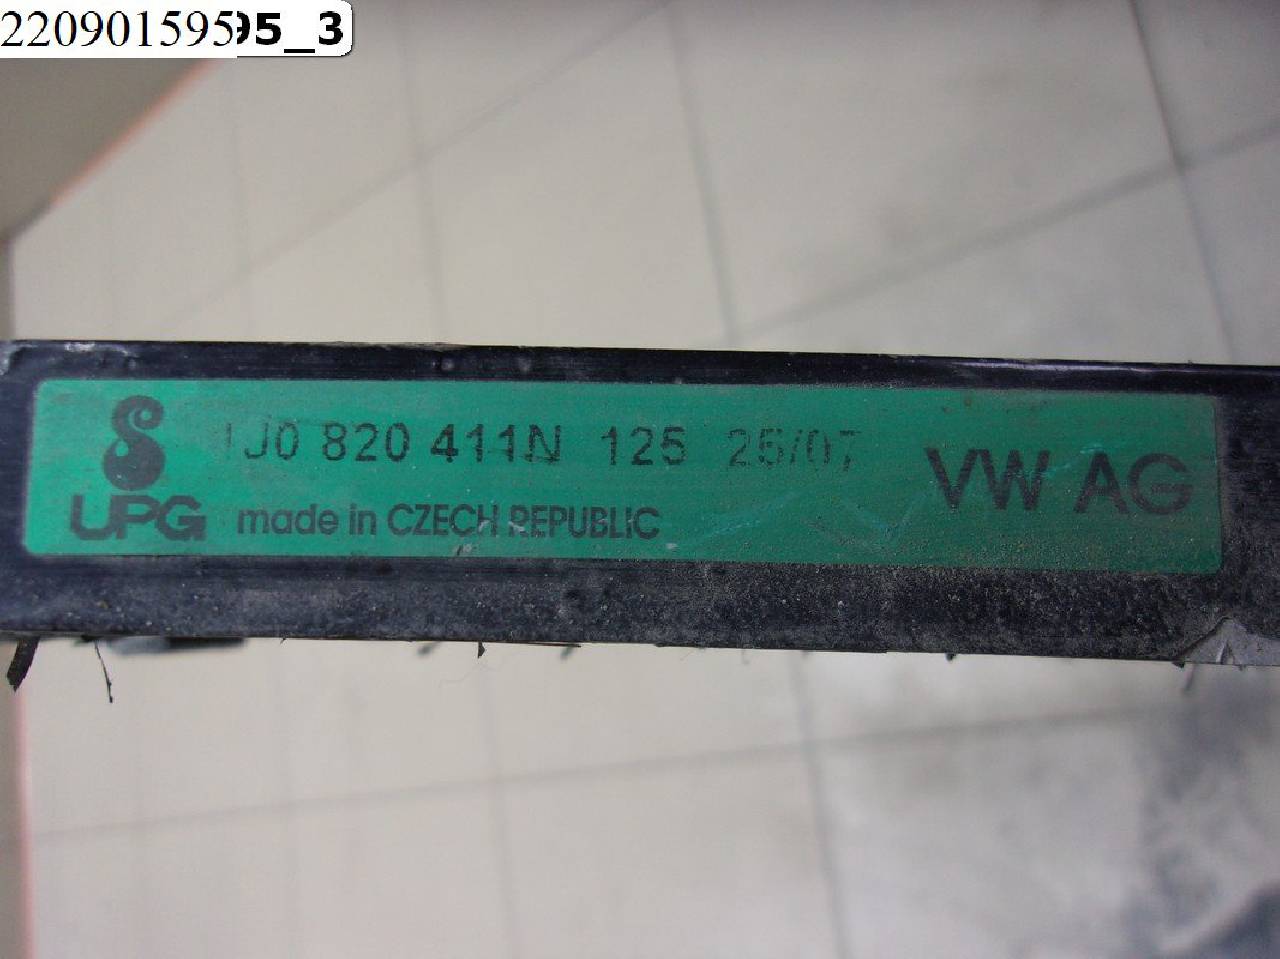 220901595
95_3
1J0 820 411N 125 25/07
VW AG
UPG
made in CZECH REPUBLIC